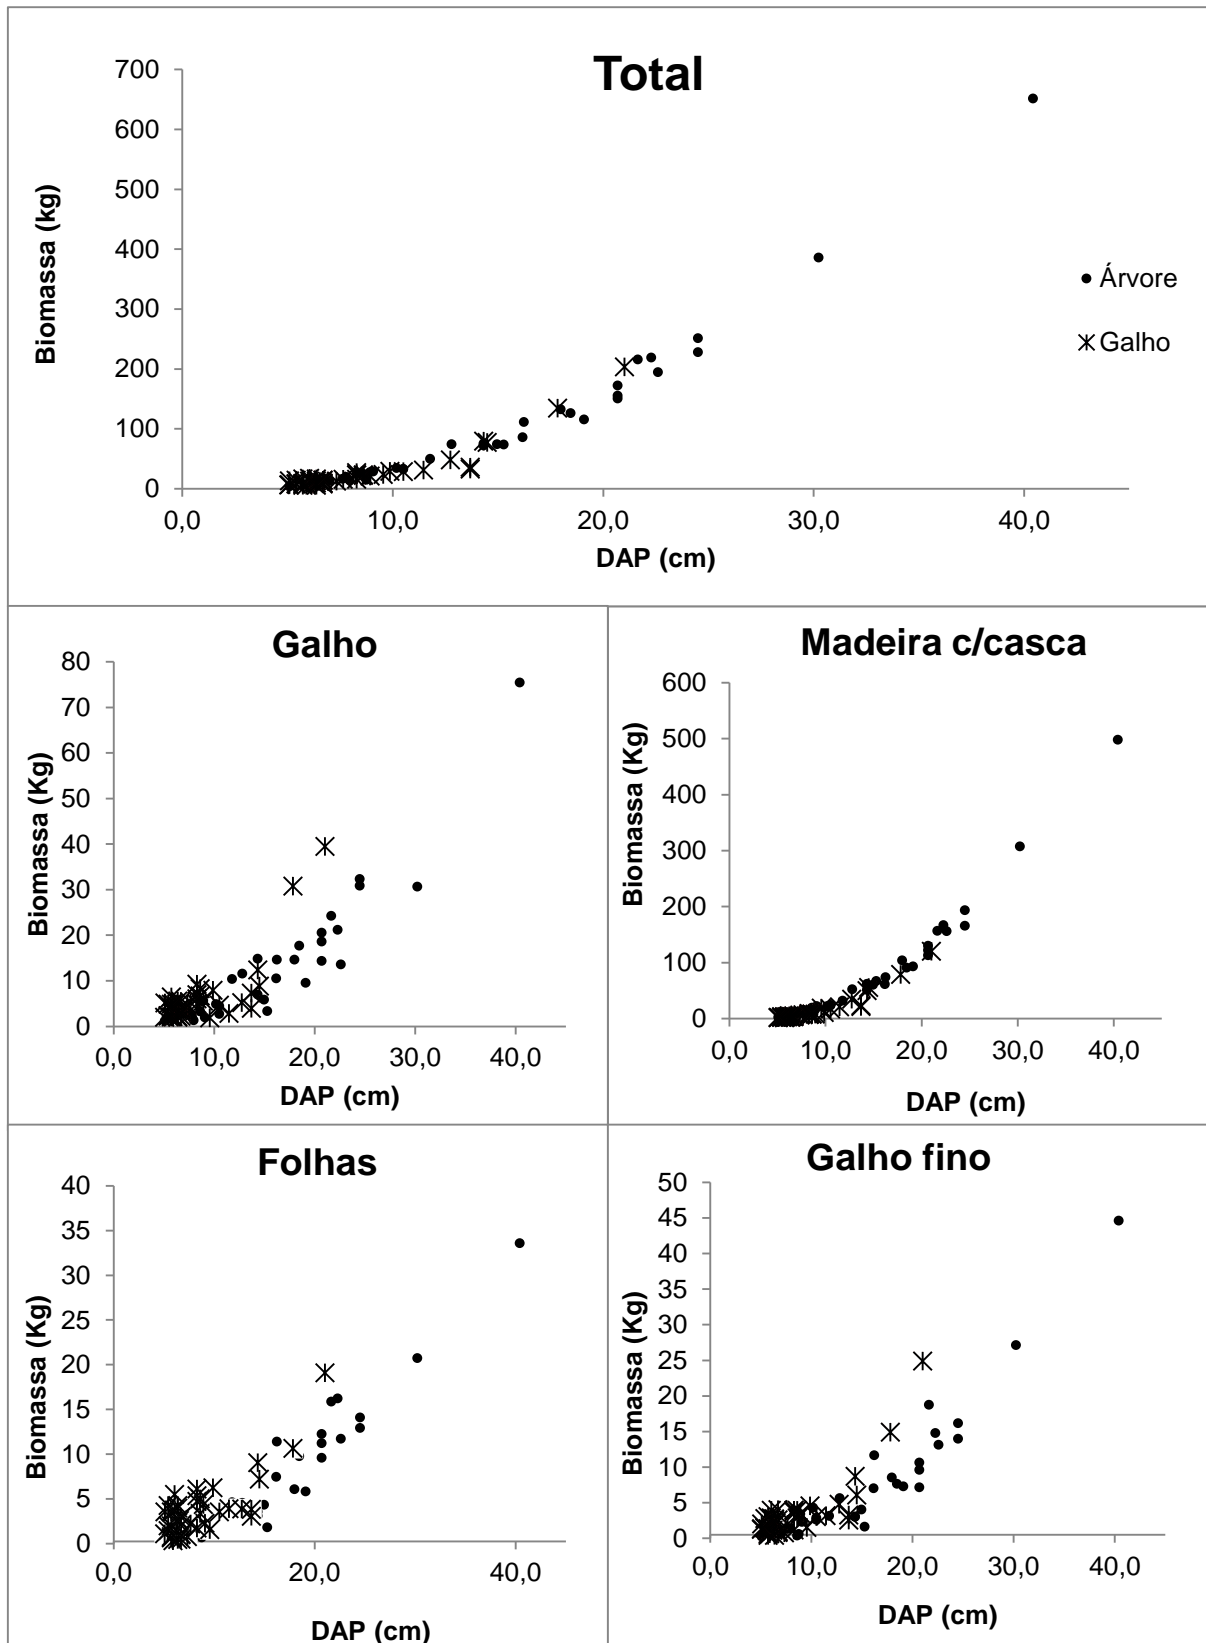 Total
700
600
500
400
300
200
100
0
Biomassa (kg)
0,0 10,0 20,0 30,0 40,0
DAP (cm)
Árvore
Galho
Galho
80
70
60
50
40
30
20
10
0
Biomassa (Kg)
0,0 10,0 20,0 30,0 40,0
DAP (cm)
Madeira c/casca
600
500
400
300
200
100
0
Biomassa (Kg)
0,0 10,0 20,0 30,0 40,0
DAP (cm)
Folhas
40
35
30
25
20
15
10
5
0
Biomassa (Kg)
0,0 20,0 40,0
DAP (cm)
Galho fino
50
45
40
35
30
25
20
15
10
5
0
Biomassa (Kg)
0,0 10,0 20,0 30,0 40,0
DAP (cm)